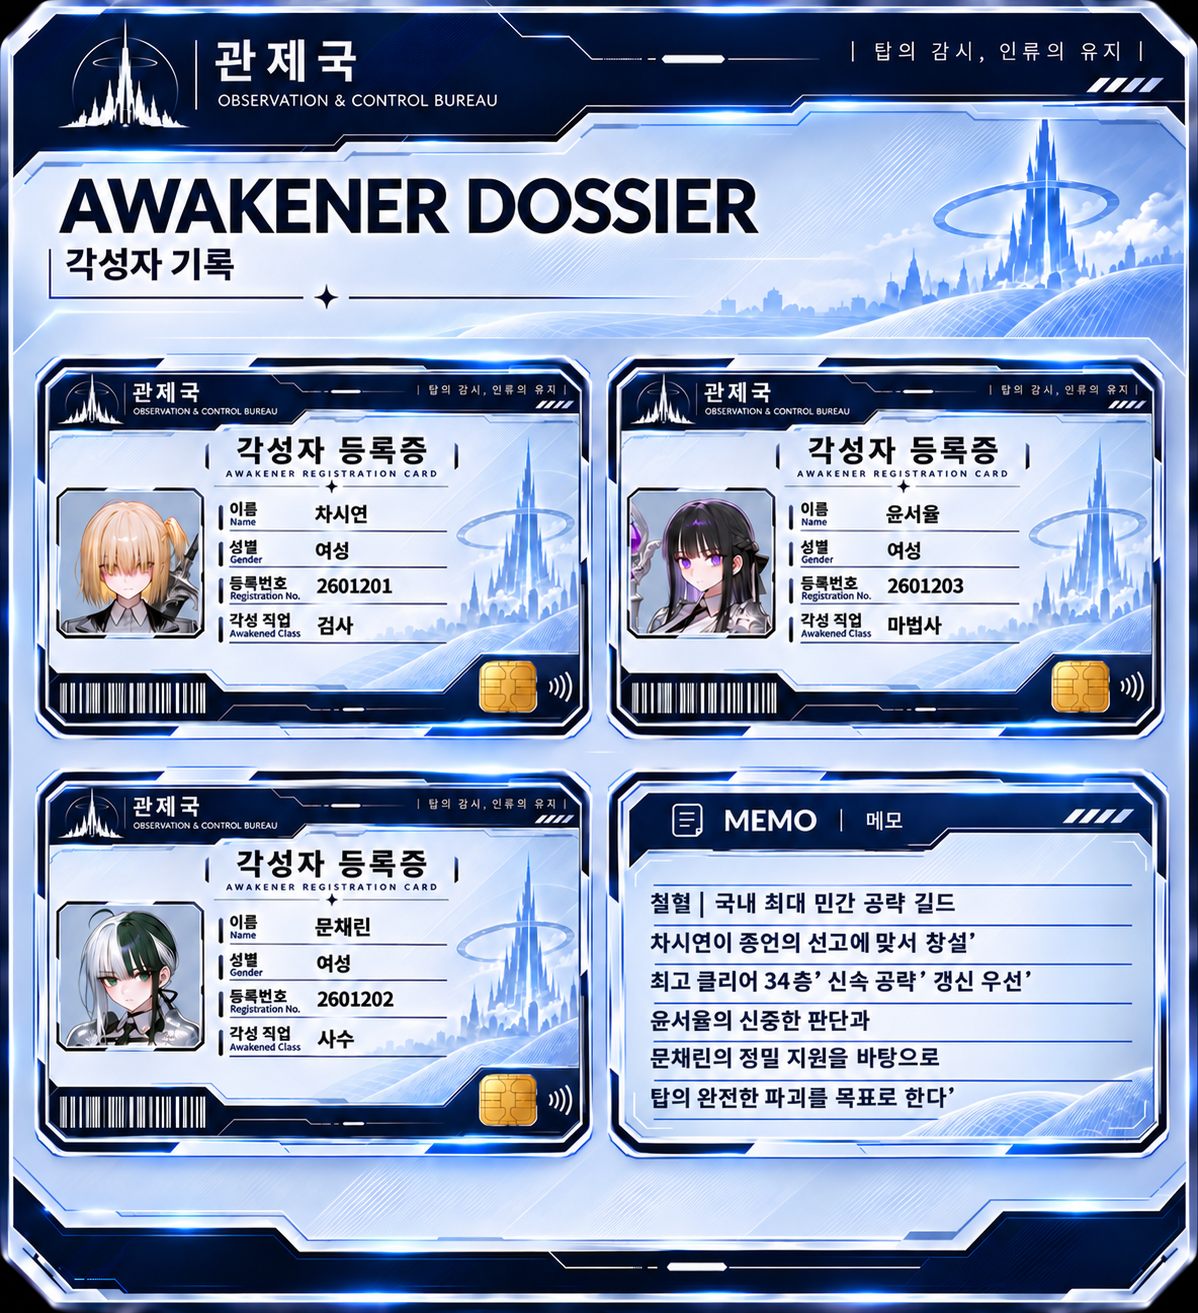 관제국
OBSERVATION & CONTROL BUREAU
| 탑의 감시, 인류의 유지 |
AWAKENER DOSSIER
각성자 기록
관제국
OBSERVATION & CONTROL BUREAU
| 탑의 감시, 인류의 유지 |
각성자 등록증
AWAKENER REGISTRATION CARD
이름 차시연
Name
성별 여성
Gender
등록번호 2601201
Registration No.
각성 직업 검사
Awakened Class
관제국
OBSERVATION & CONTROL BUREAU
| 탑의 감시, 인류의 유지 |
각성자 등록증
AWAKENER REGISTRATION CARD
이름 윤서율
Name
성별 여성
Gender
등록번호 2601203
Registration No.
각성 직업 마법사
Awakened Class
관제국
OBSERVATION & CONTROL BUREAU
| 탑의 감시, 인류의 유지 |
각성자 등록증
AWAKENER REGISTRATION CARD
이름 문채린
Name
성별 여성
Gender
등록번호 2601202
Registration No.
각성 직업 사수
Awakened Class
MEMO | 메모
철혈 | 국내 최대 민간 공략 길드
차시연이 종언의 선고에 맞서 창설’
최고 클리어 34층’ 신속 공략’ 갱신 우선’
윤서율의 신중한 판단과
문채린의 정밀 지원을 바탕으로
탑의 완전한 파괴를 목표로 한다’